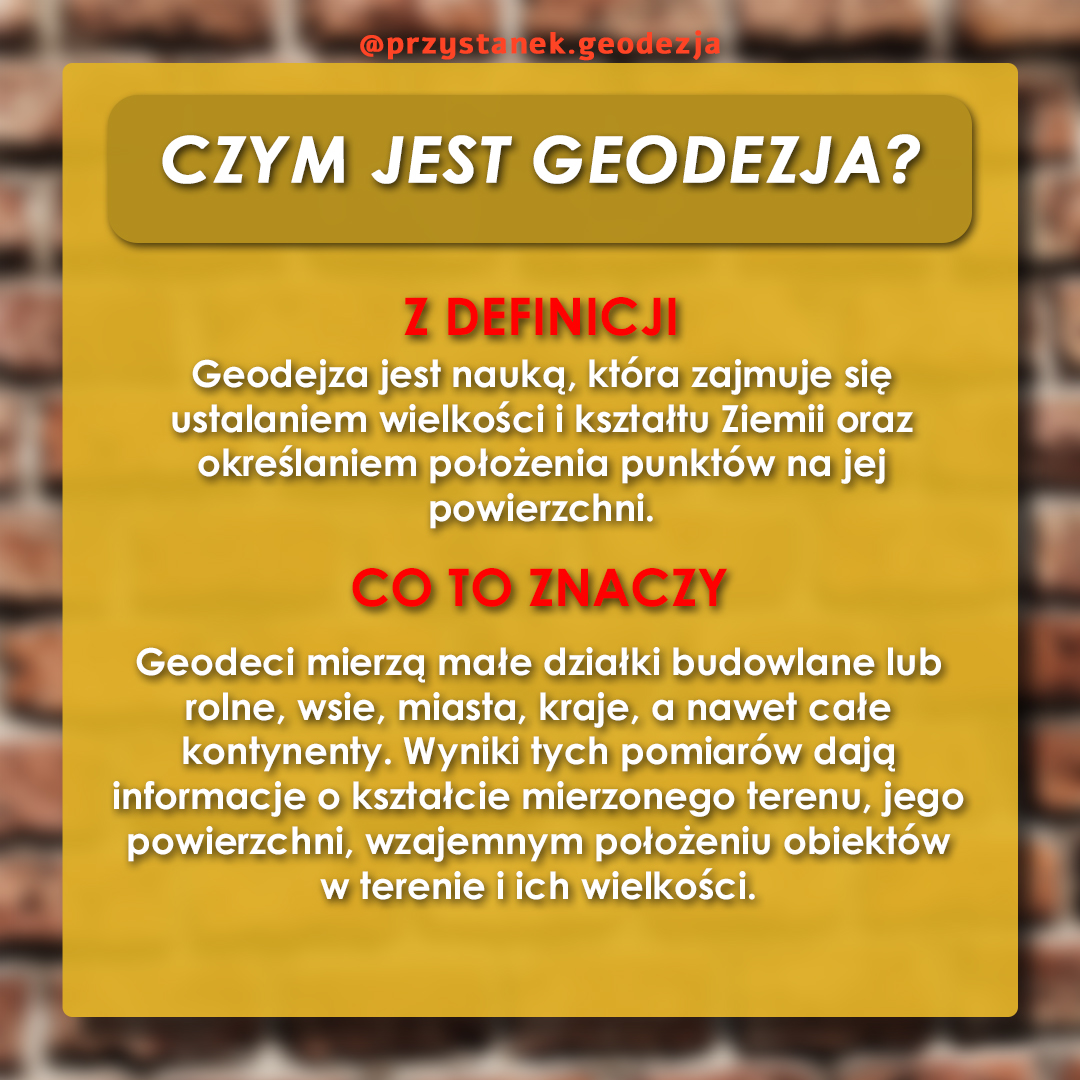 @przystanek.geodezja
CZYM JEST GEODEZJA?
Z DEFINICJI
Geodejza jest nauką, która zajmuje się
ustalaniem wielkości i kształtu Ziemii oraz
określaniem położenia punktów na jej
powierzchni.
CO TO ZNACZY
Geodeci mierzą małe działki budowlane lub
rolne, wsie, miasta, kraje, a nawet całe
kontynenty. Wyniki tych pomiarów dają
informacje o kształcie mierzonego terenu, jego
powierzchni, wzajemnym położeniu obiektów
w terenie i ich wielkości.